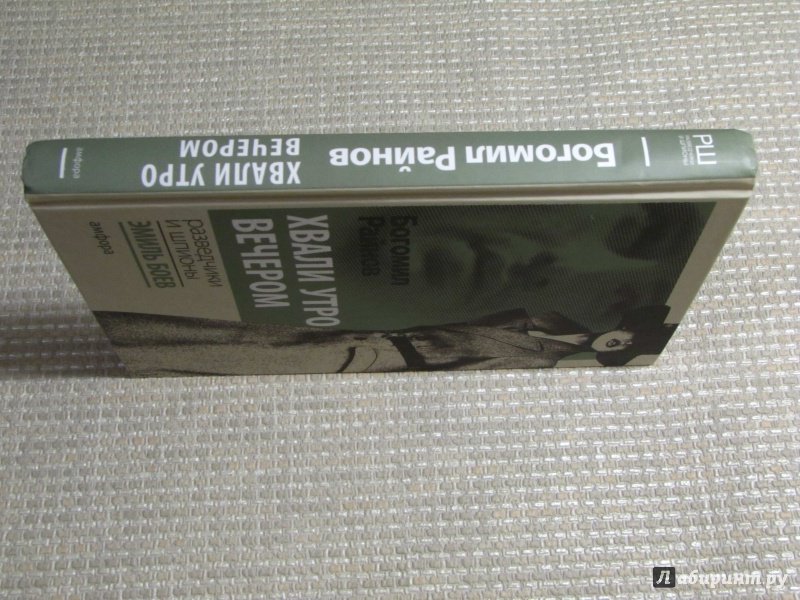 РШ
Богомил Райнов
ХВАЛИ УТРО
ВЕЧЕРОМ
амфора
Богомил
Райнов
ХВАЛИ УТРО
ВЕЧЕРОМ
разведчики
и шпионы
ЭМИЛЬ БОЕВ
амфора
Лабиринт.ру